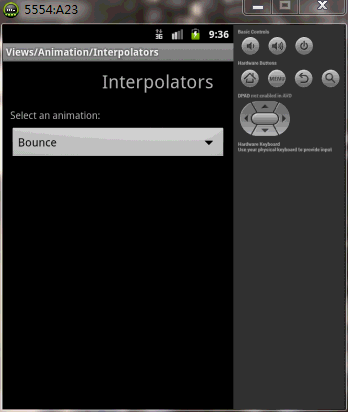 5554:A23
3G
9:36
Views/Animation/Interpolators
Interpolators
Select an animation:
Bounce
Basic Controls
Hardware Buttons
MENU
DPAD not enabled in AVD
Hardware Keyboard
Use your physical keyboard to provide input